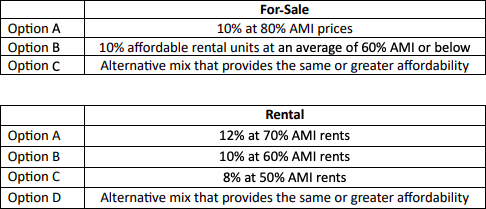 For-Sale
Option A 10% at 80% AMI prices
Option B 10% affordable rental units at an average of 60% AMI or below
Option C Alternative mix that provides the same or greater affordability
Rental
Option A 12% at 70% AMI rents
Option B 10% at 60% AMI rents
Option C 8% at 50% AMI rents
Option D Alternative mix that provides the same or greater affordability